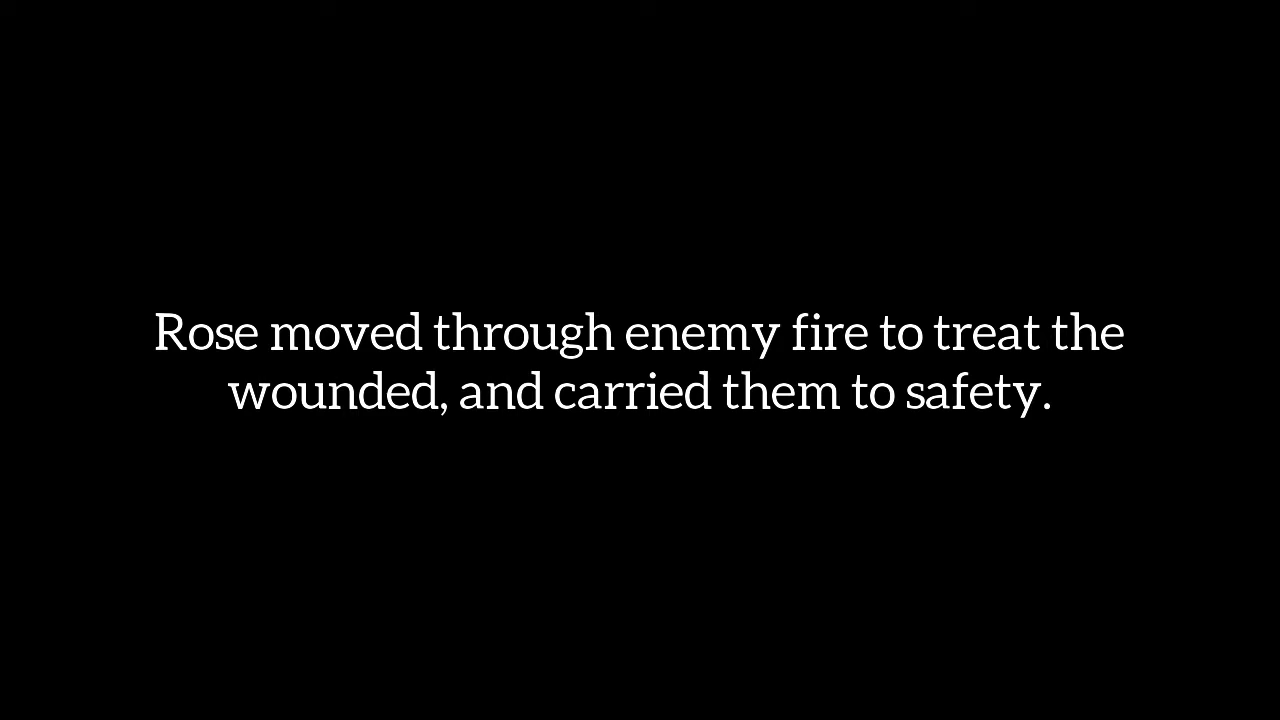 Rose moved through enemy fire to treat the
wounded, and carried them to safety.